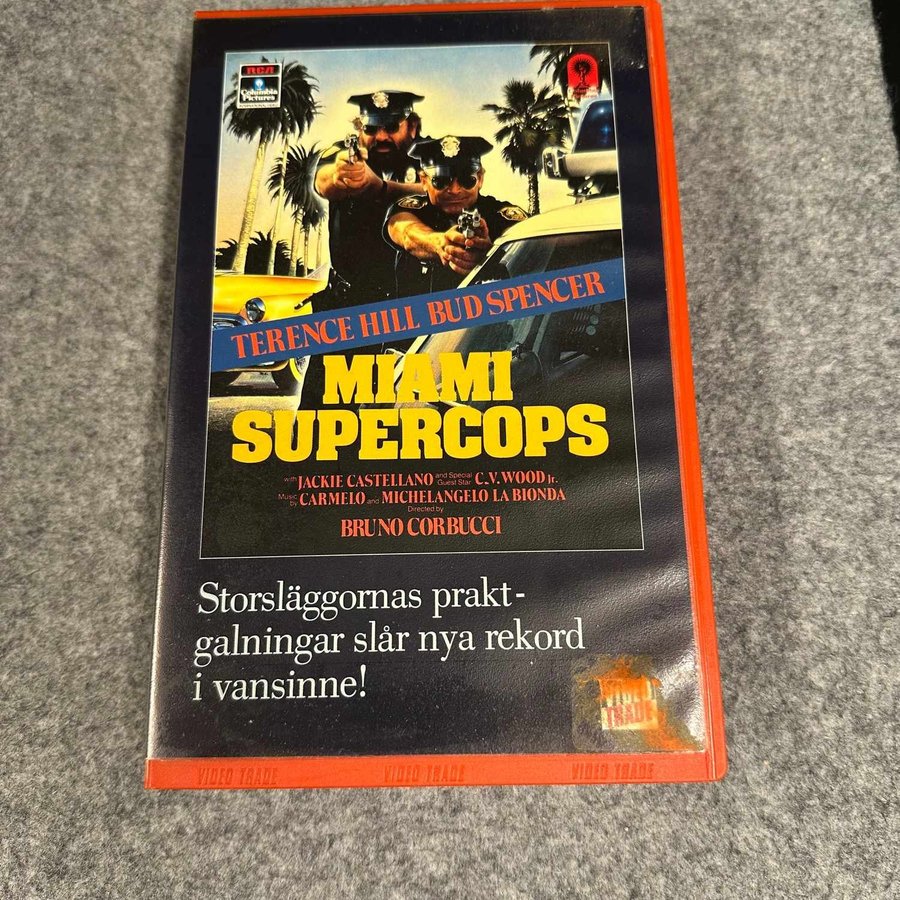 RCA
Columbia
Pictures
TERENCE HILL BUD SPENCER
MIAMI
SUPERCOPS
with JACKIE CASTELLANO and Special Guest Star C.V. WOOD Jr.
Music by CARMELO and MICHELANGELO LA BIONDA
Directed by
BRUNO CORBUCCI
Storsläggornas prakt-
galningar slår nya rekord
i vansinne!
VIDEO
TRADE
VIDEO TRADE VIDEO TRADE VIDEO TRADE